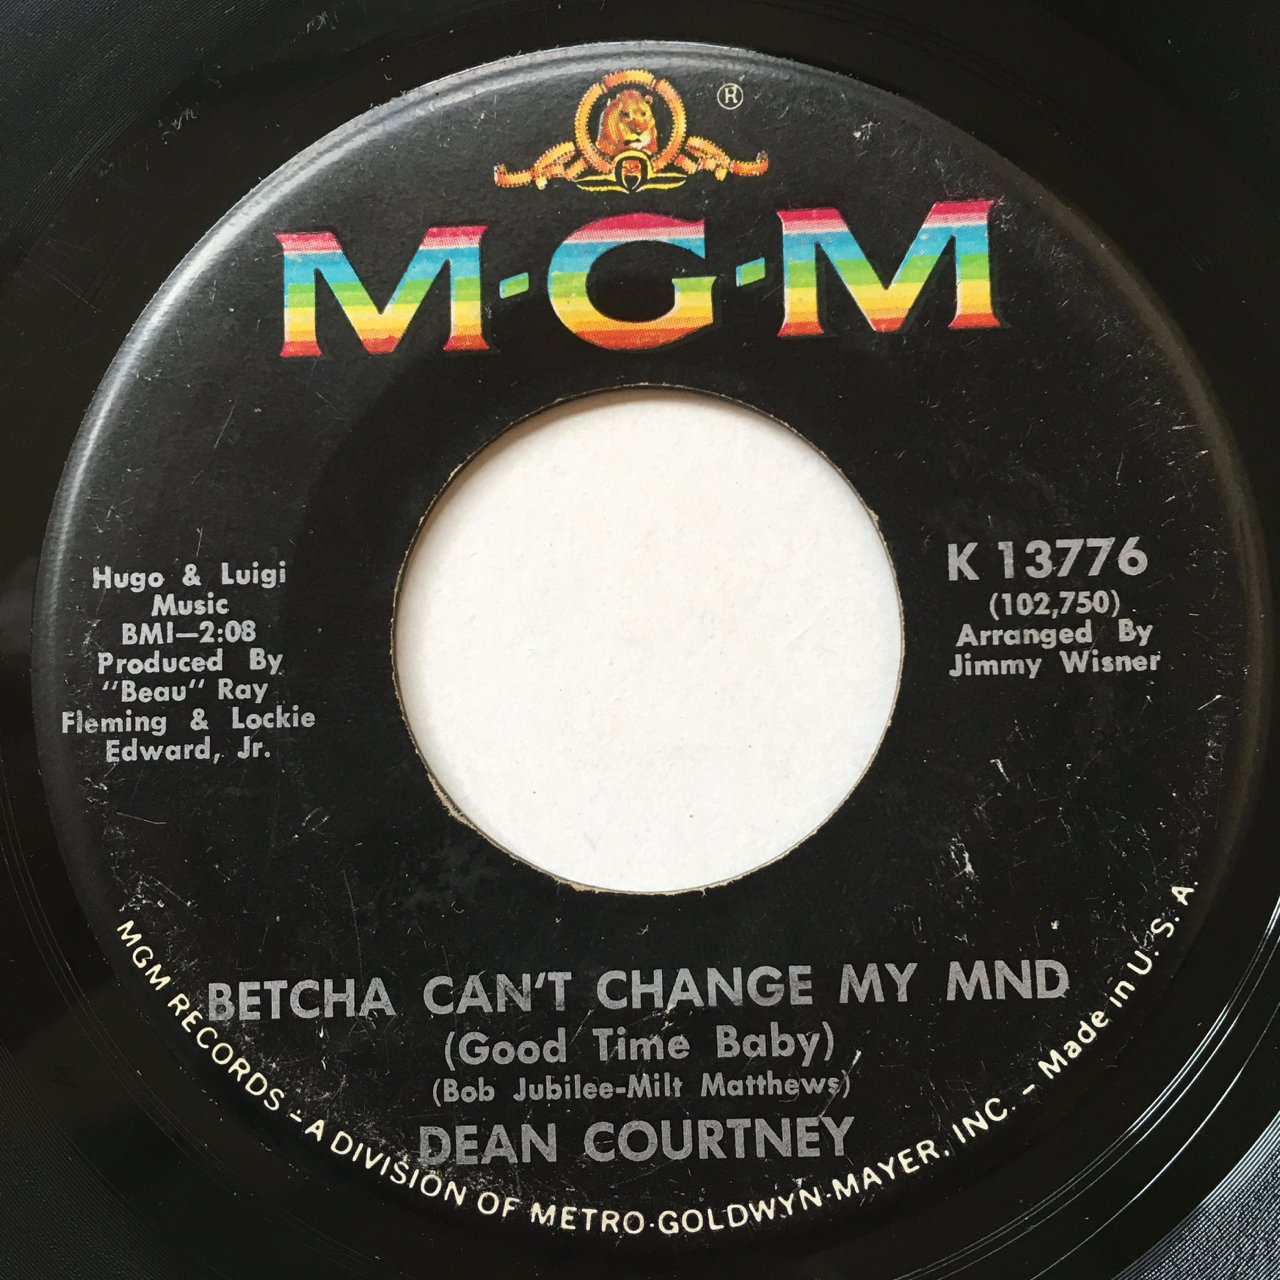 ®
M-G-M
Hugo & Luigi
Music
BMI—2:08
Produced By
"Beau" Ray
Fleming & Lockie
Edward, Jr.
K 13776
(102,750)
Arranged By
Jimmy Wisner
BETCHA CAN'T CHANGE MY MND
(Good Time Baby)
(Bob Jubilee-Milt Matthews)
DEAN COURTNEY
MGM RECORDS - A DIVISION OF METRO-GOLDWYN-MAYER, INC. - Made in U. S. A.